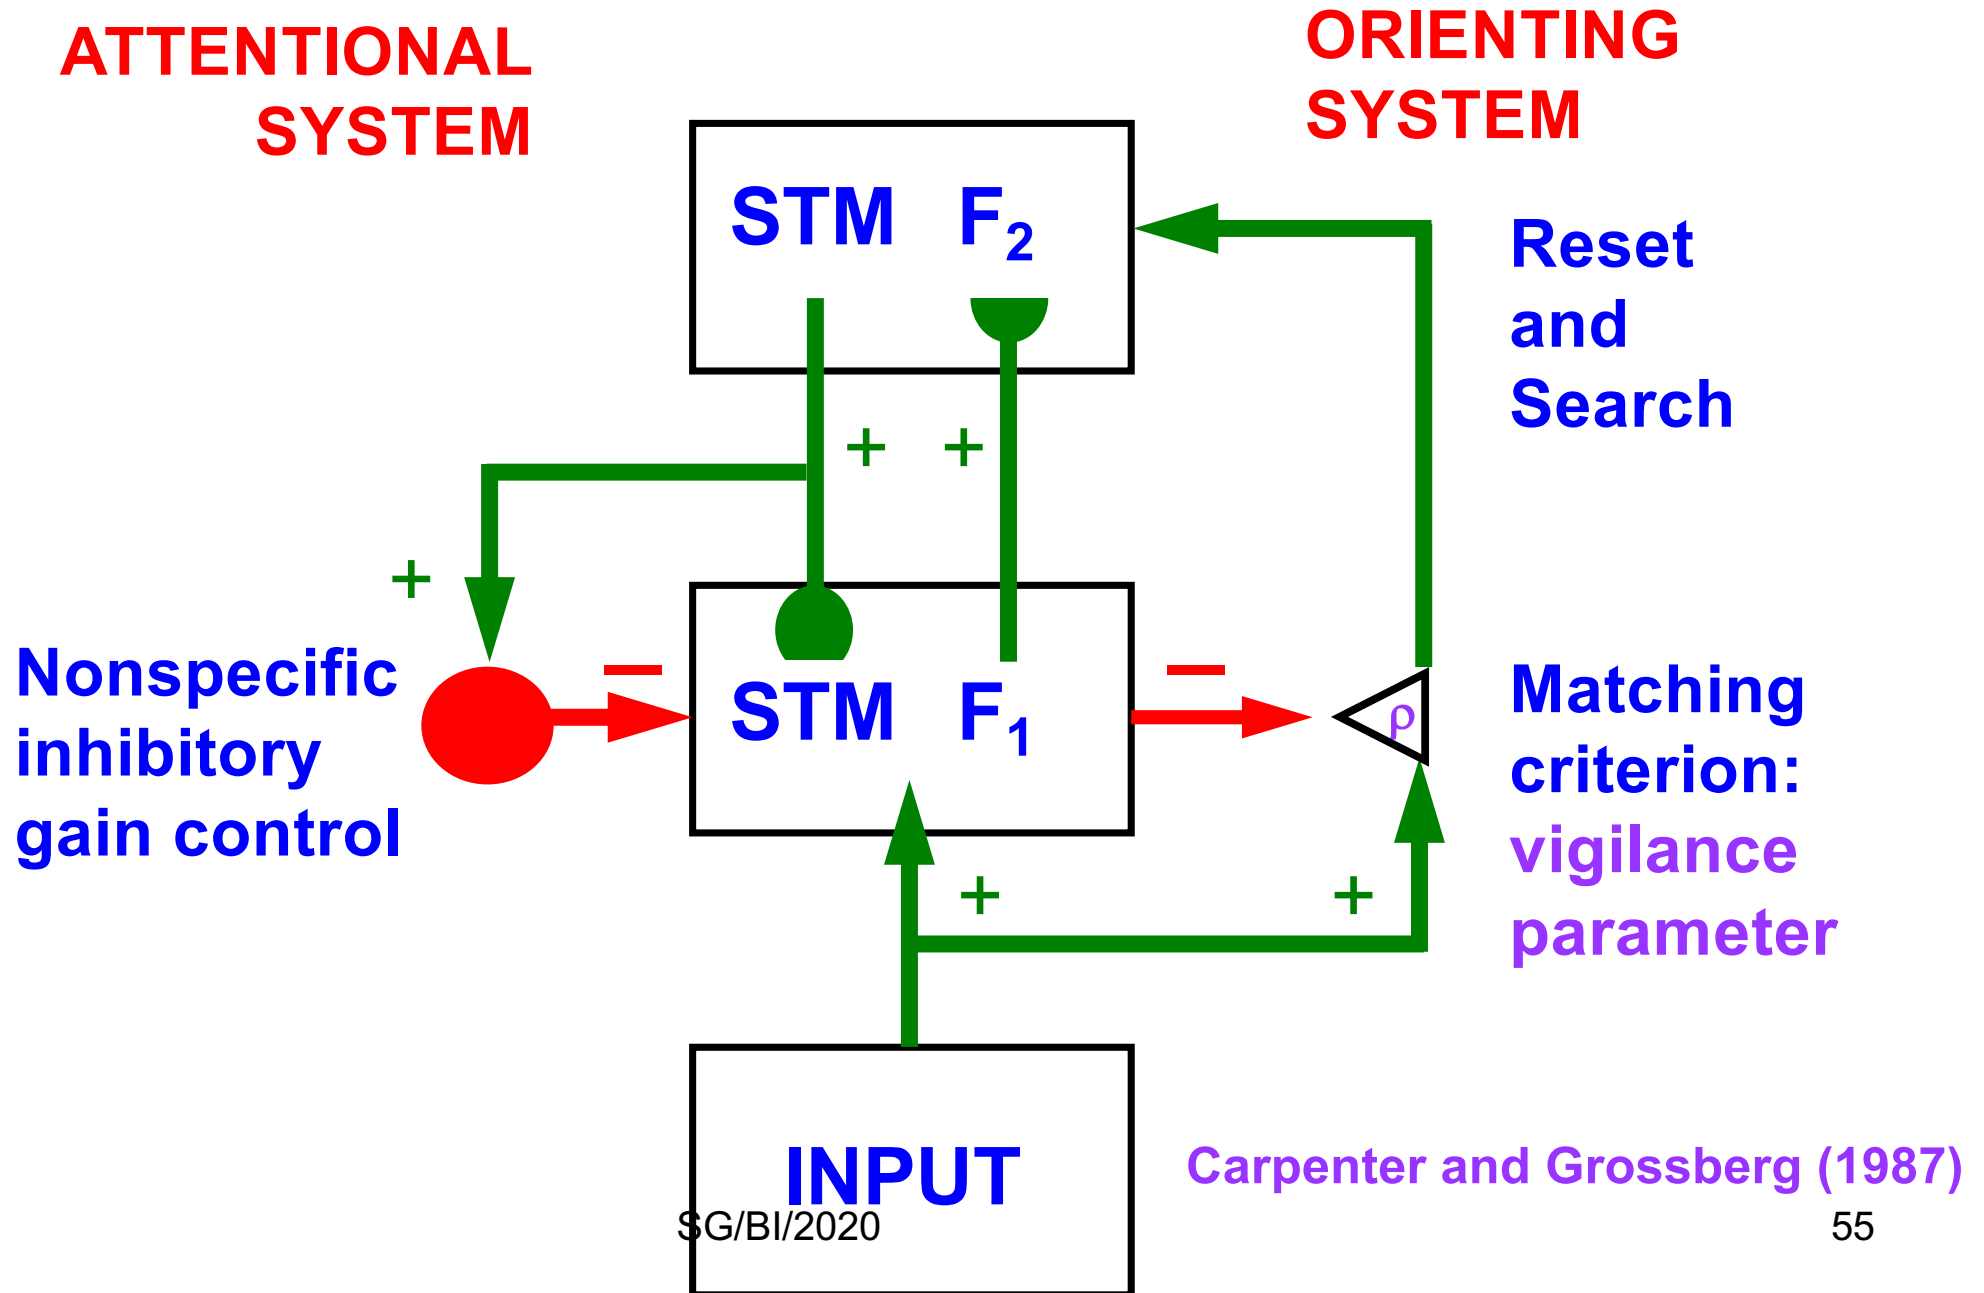 ATTENTIONAL
SYSTEM
ORIENTING
SYSTEM
STM F₂
Reset
and
Search
+ +
+
Nonspecific
inhibitory
gain control
−
STM F₁
−
ρ
Matching
criterion:
vigilance
parameter
+ +
INPUT
Carpenter and Grossberg (1987)
SG/BI/2020
55